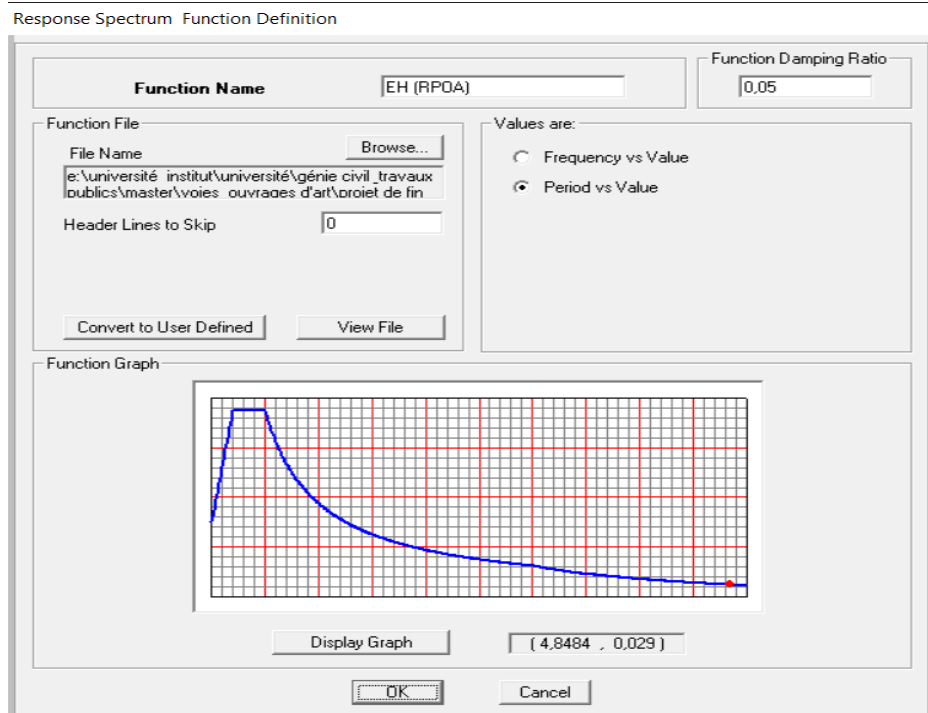 Response Spectrum Function Definition
Function Name
EH (RPOA)
Function Damping Ratio
0,05
Function File
File Name
Browse...
e:\université_institut\université\génie civil_travaux
publics\master\voies_ouvrages d'art\projet de fin
Header Lines to Skip
0
Convert to User Defined
View File
Values are:
Frequency vs Value
Period vs Value
Function Graph
Display Graph
( 4,8484 , 0,029 )
OK
Cancel